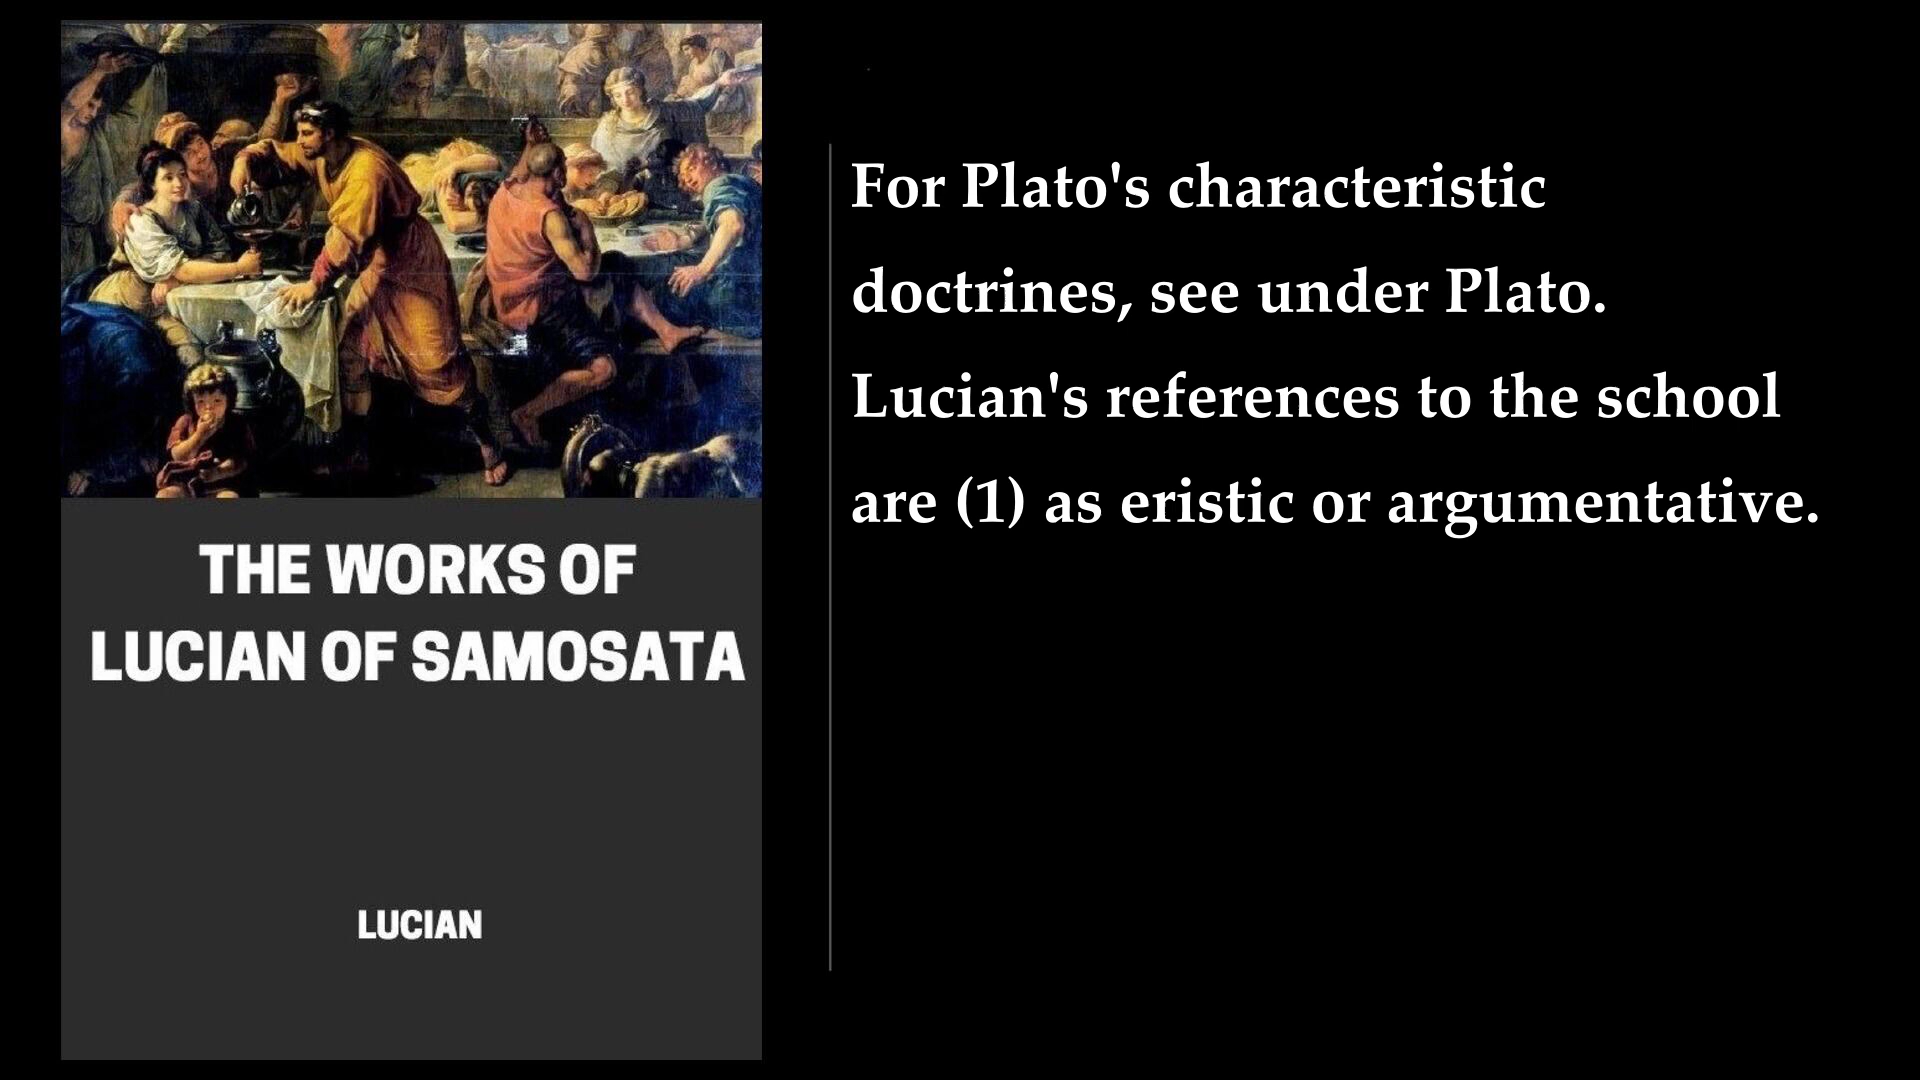 THE WORKS OF
LUCIAN OF SAMOSATA
LUCIAN
For Plato's characteristic
doctrines, see under Plato.
Lucian's references to the school
are (1) as eristic or argumentative.